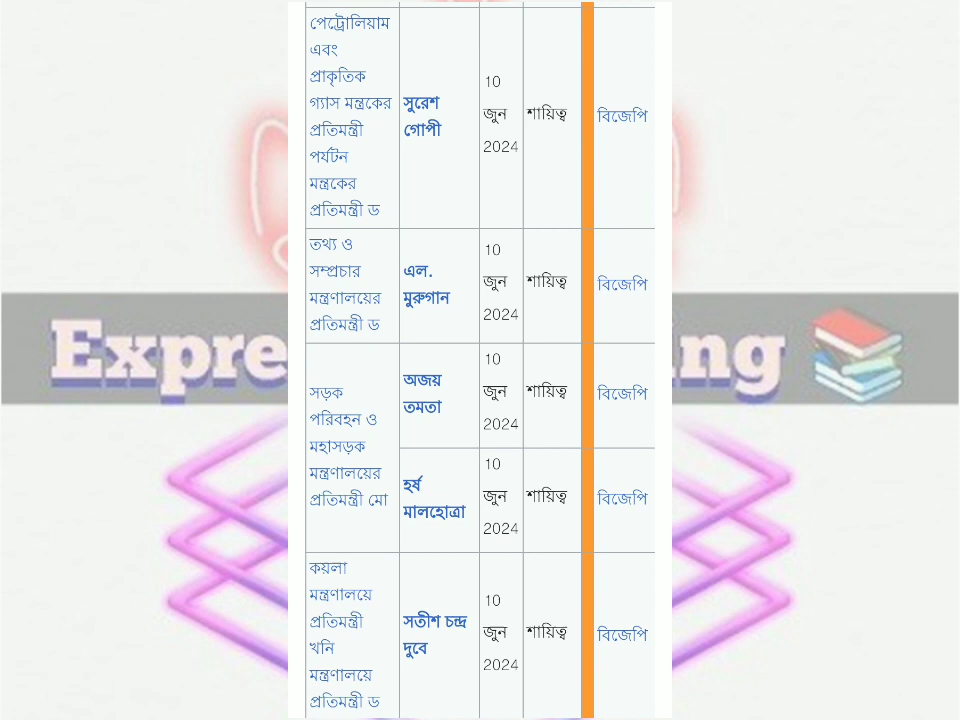 পেট্রোলিয়াম
এবং
প্রাকৃতিক
গ্যাস মন্ত্রকের
প্রতিমন্ত্রী
পর্যটন
মন্ত্রকের
প্রতিমন্ত্রী ড
সুরেশ
গোপী
10
জুন
2024
শায়িত্ব
বিজেপি
তথ্য ও
সম্প্রচার
মন্ত্রণালয়ের
প্রতিমন্ত্রী ড
এল.
মুরুগান
10
জুন
2024
শায়িত্ব
বিজেপি
সড়ক
পরিবহন ও
মহাসড়ক
মন্ত্রণালয়ের
প্রতিমন্ত্রী মো
অজয়
তমতা
10
জুন
2024
শায়িত্ব
বিজেপি
হর্ষ
মালহোত্রা
10
জুন
2024
শায়িত্ব
বিজেপি
কয়লা
মন্ত্রণালয়ে
প্রতিমন্ত্রী
খনি
মন্ত্রণালয়ে
প্রতিমন্ত্রী ড
সতীশ চন্দ্র
দুবে
10
জুন
2024
শায়িত্ব
বিজেপি
Expre
ng